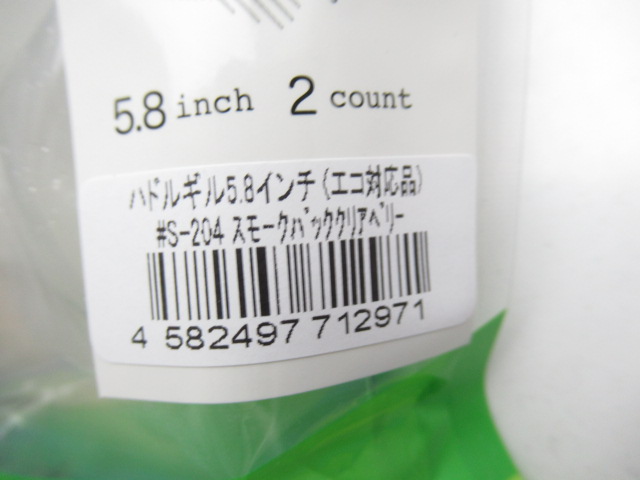 5.8 inch 2 count
ﾊﾄﾞﾙｷﾞﾙ5.8インチ(エコ対応品)
#S-204 ｽﾓｰｸﾊﾞｯｸｸﾘｱﾍﾞﾘｰ
4 582497 712971